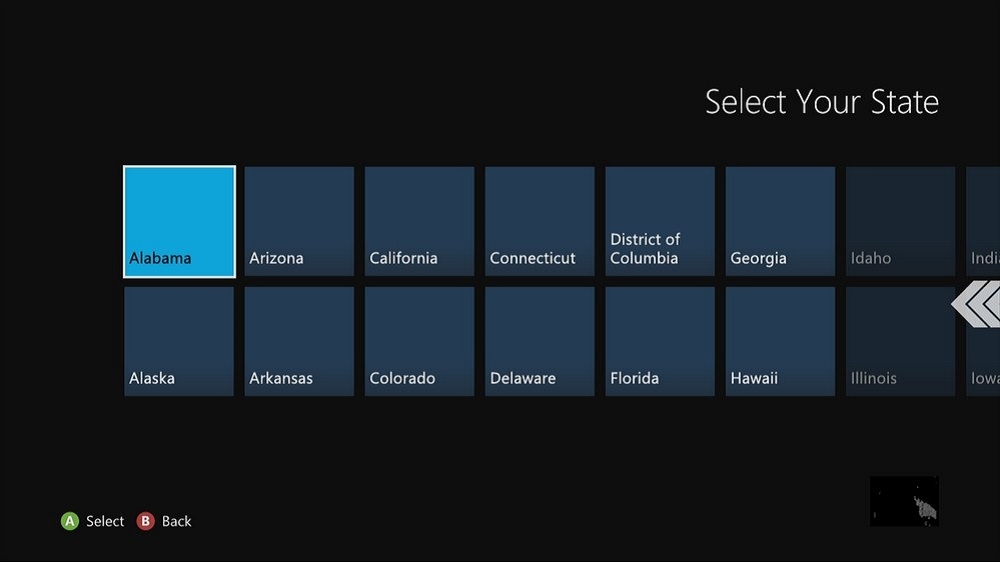 Select Your State
Alabama
Arizona
California
Connecticut
District of
Columbia
Georgia
Idaho
Indi
Alaska
Arkansas
Colorado
Delaware
Florida
Hawaii
Illinois
Iowa
A Select B Back